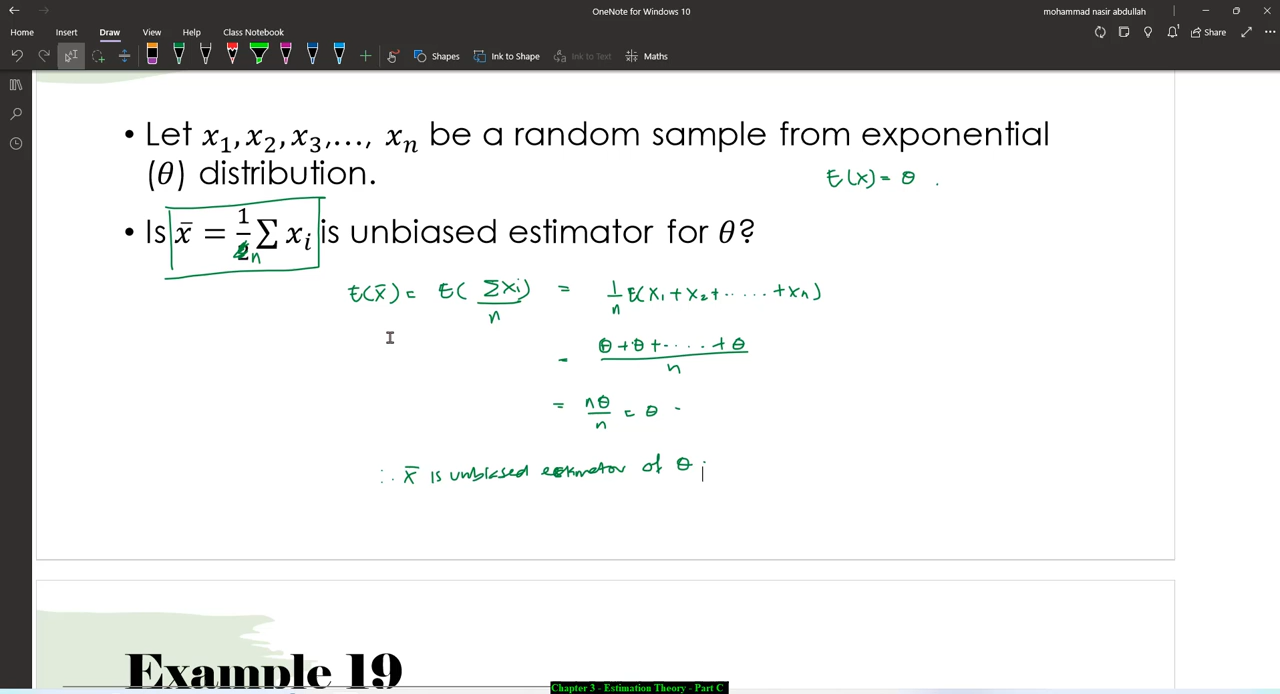 OneNote for Windows 10
mohammad nasir abdullah
Home Insert Draw View Help Class Notebook
Share
Shapes Ink to Shape Ink to Text Maths
• Let x₁, x₂, x₃,..., xₙ be a random sample from exponential
(θ) distribution.
E(x) = θ .
• Is x̄ = 1/2 n ∑ xᵢ is unbiased estimator for θ?
E(x̄) = E( ∑xi / n ) = 1/n E(x₁ + x₂ + ...... + xₙ)
= θ + θ + ..... + θ / n
= nθ / n = θ .
∴ x̄ is unbiased estimator of θ
Example 19
Chapter 3 - Estimation Theory - Part C